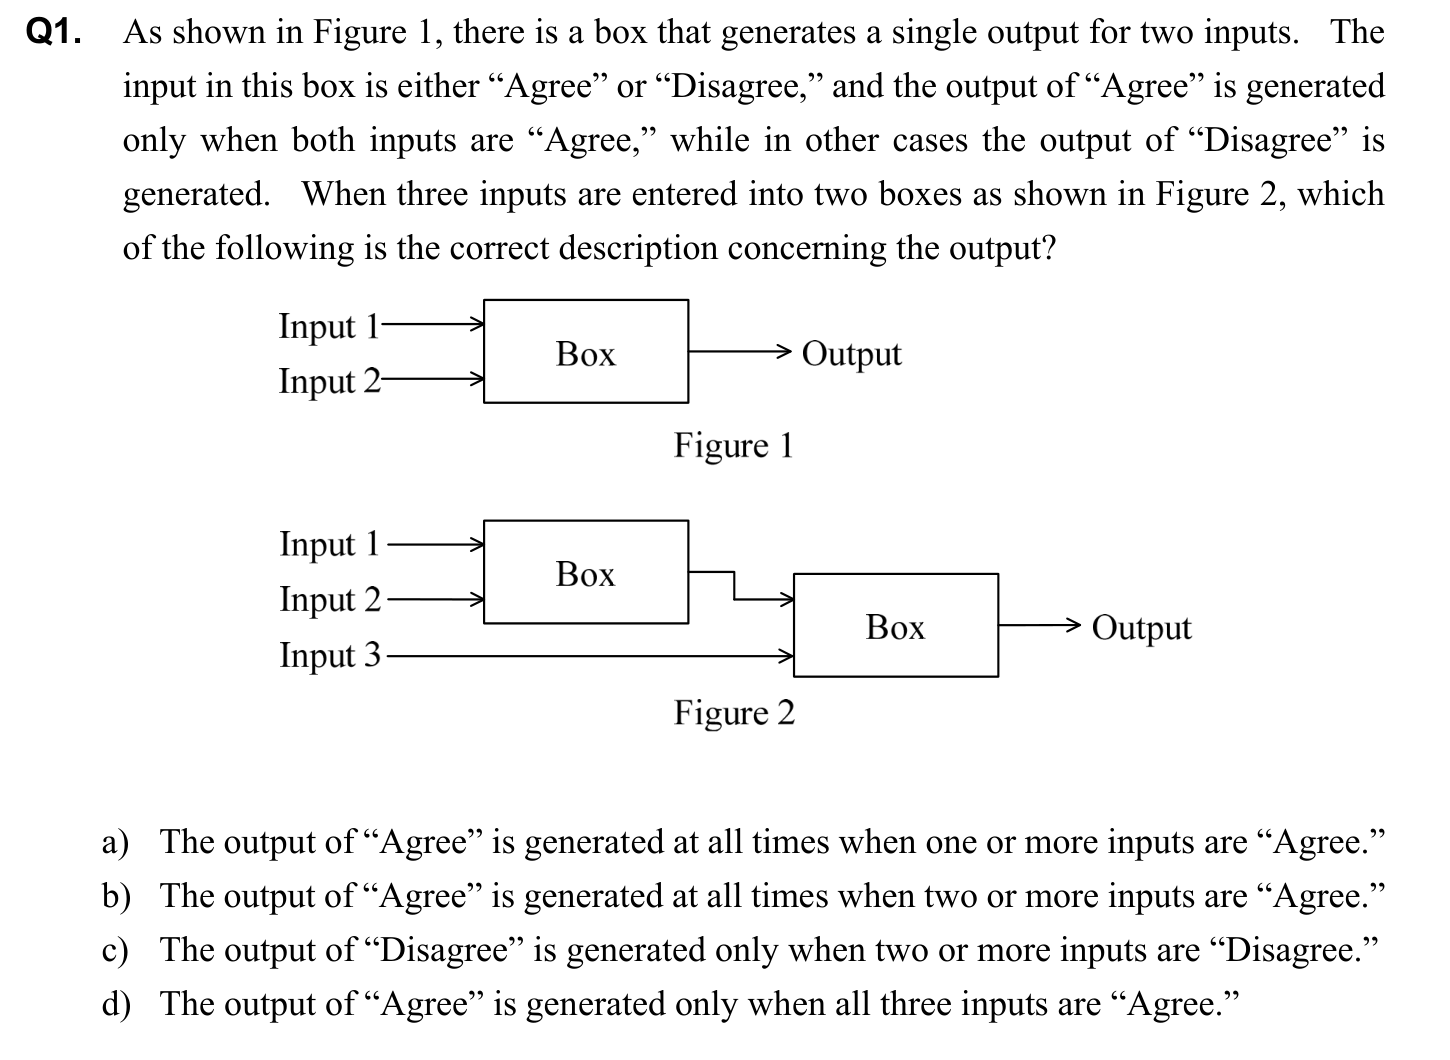 Q1. As shown in Figure 1, there is a box that generates a single output for two inputs. The
input in this box is either “Agree” or “Disagree,” and the output of “Agree” is generated
only when both inputs are “Agree,” while in other cases the output of “Disagree” is
generated. When three inputs are entered into two boxes as shown in Figure 2, which
of the following is the correct description concerning the output?
Input 1
Box
Output
Input 2
Figure 1
Input 1
Box
Input 2
Box
Output
Input 3
Figure 2
a) The output of “Agree” is generated at all times when one or more inputs are “Agree.”
b) The output of “Agree” is generated at all times when two or more inputs are “Agree.”
c) The output of “Disagree” is generated only when two or more inputs are “Disagree.”
d) The output of “Agree” is generated only when all three inputs are “Agree.”